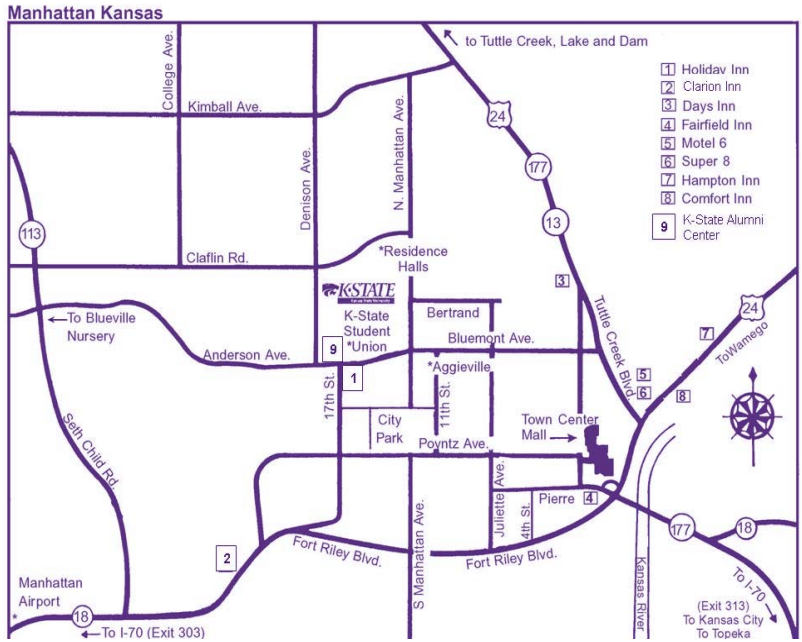 Manhattan Kansas
to Tuttle Creek, Lake and Dam
College Ave.
Kimball Ave.
Denison Ave.
N. Manhattan Ave.
24
177
13
1 Holiday Inn
2 Clarion Inn
3 Days Inn
4 Fairfield Inn
5 Motel 6
6 Super 8
7 Hampton Inn
8 Comfort Inn
9 K-State Alumni
Center
113
Claflin Rd.
*Residence
Halls
K-STATE
K-State
Student
*Union
Bertrand
Bluemont Ave.
3
Tuttle Creek Blvd.
24
7
To Wamego
To Blueville
Nursery
Anderson Ave.
9
1
*Aggieville
17th St.
11th St.
5
6
8
City
Park
Town Center
Mall
Poyntz Ave.
Seth Child Rd.
Juliette Ave.
4th St.
Pierre
4
177
18
2
Fort Riley Blvd.
S Manhattan Ave.
Fort Riley Blvd.
Kansas River
Manhattan
Airport
*
18
To I-70 (Exit 303)
To I-70
(Exit 313)
To Kansas City
To Topeka